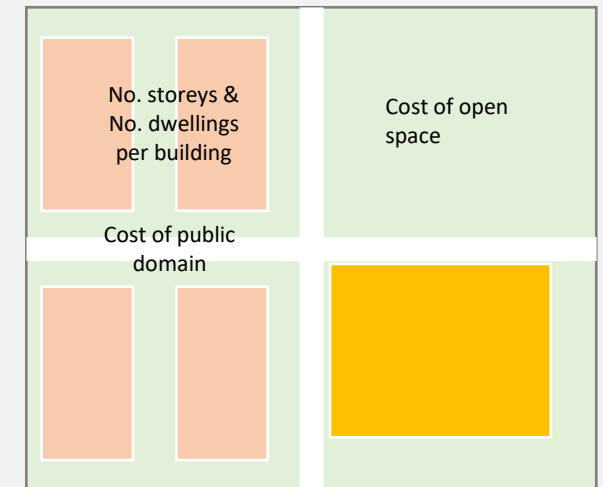 No. storeys &
No. dwellings
per building
Cost of open
space
Cost of public
domain